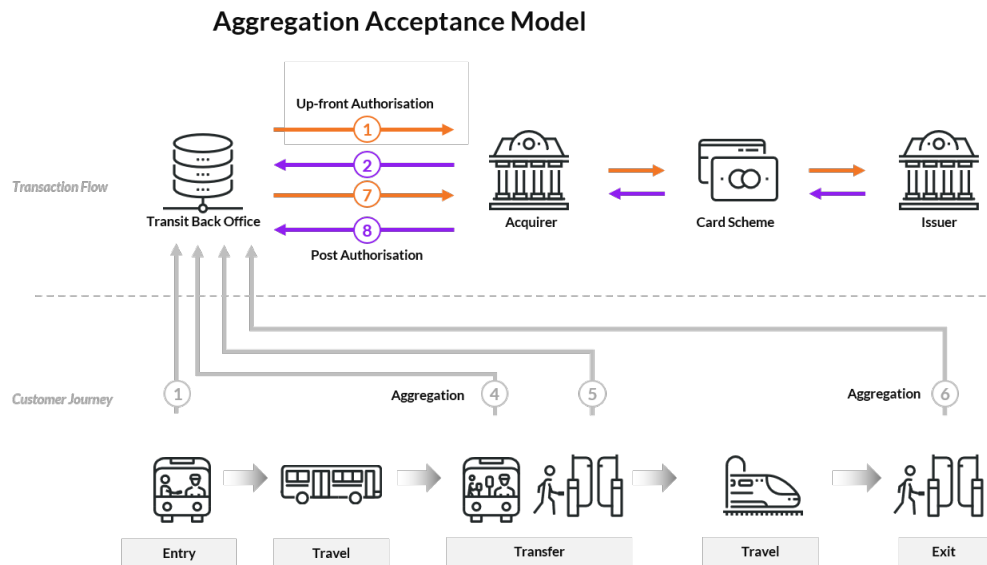 Aggregation Acceptance Model
Up-front Authorisation
1
2
Transaction Flow
7
Transit Back Office
Acquirer
Card Scheme
Issuer
8
Post Authorisation
Customer Journey
1
Aggregation
4
5
Aggregation
6
Entry
Travel
Transfer
Travel
Exit